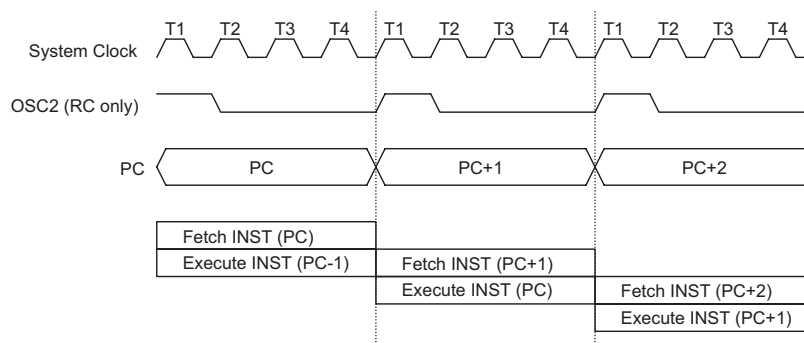 T1 T2 T3 T4 T1 T2 T3 T4 T1 T2 T3 T4
System Clock
OSC2 (RC only)
PC PC PC+1 PC+2
Fetch INST (PC)
Execute INST (PC-1) Fetch INST (PC+1)
Execute INST (PC) Fetch INST (PC+2)
Execute INST (PC+1)